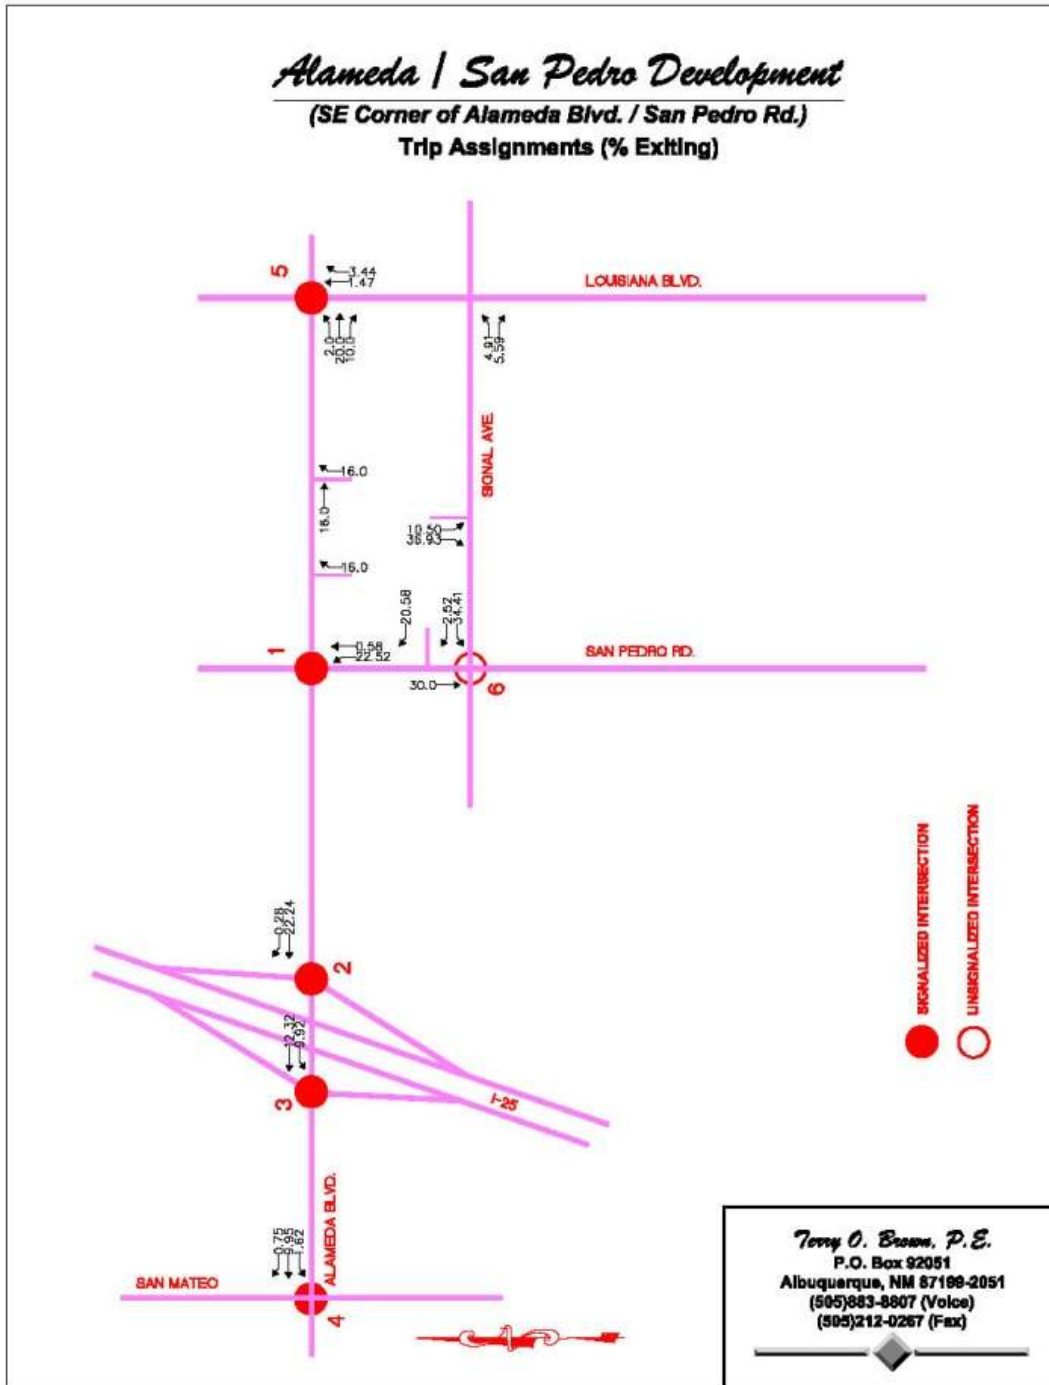 Alameda / San Pedro Development
(SE Corner of Alameda Blvd. / San Pedro Rd.)
Trip Assignments (% Exiting)
5
3.44
1.47
LOUISIANA BLVD.
2.0
20.0
10.0
4.91
5.59
SIGNAL AVE.
16.0
16.0
10.50
36.93
16.0
20.58
2.52
34.41
1
0.58
22.52
SAN PEDRO RD.
30.0
6
0.28
22.24
2
12.32
9.92
3
I-25
SIGNALIZED INTERSECTION
UNSIGNALIZED INTERSECTION
0.75
9.95
1.62
ALAMEDA BLVD.
SAN MATEO
4
Terry O. Brown, P.E.
P.O. Box 92051
Albuquerque, NM 87199-2051
(505)883-8807 (Voice)
(505)212-0267 (Fax)